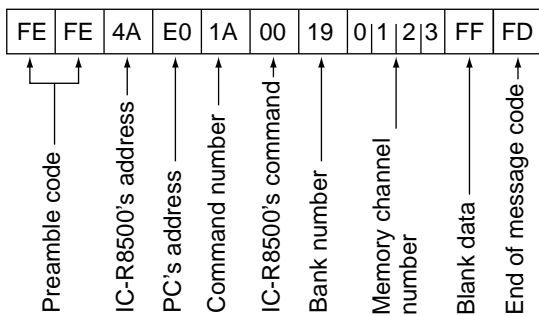 FE FE 4A E0 1A 00 19 0 1 2 3 FF FD
Preamble code
IC-R8500's address
PC's address
Command number
IC-R8500's command
Bank number
Memory channel
number
Blank data
End of message code